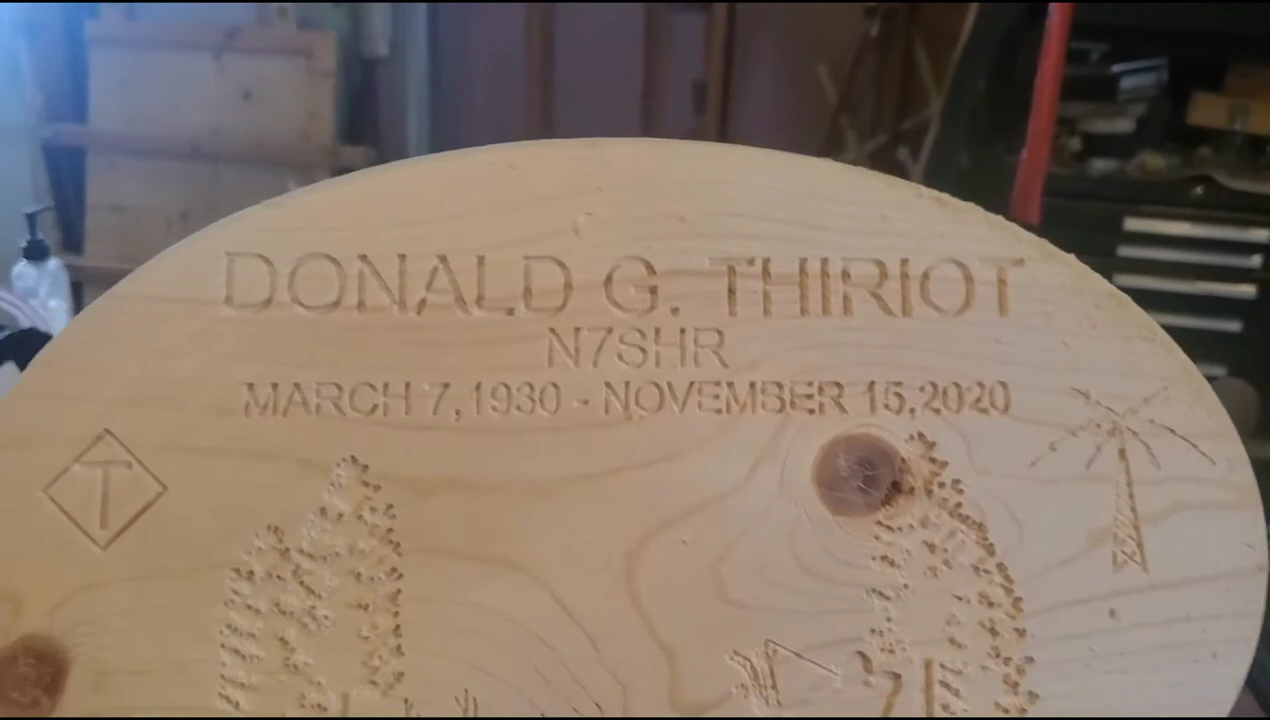 DONALD G. THIRIOT
N7SHR
MARCH 7,1930 - NOVEMBER 15,2020
T